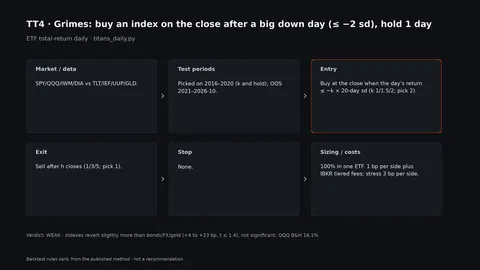 TT4 · Grimes: buy an index on the close after a big down day (≤ −2 sd), hold 1 day
ETF total-return daily · titans_daily.py
Market / data
SPY/QQQ/IWM/DIA vs TLT/IEF/UUP/GLD.
Test periods
Picked on 2016–2020 (k and hold); OOS
2021–2026-10.
Entry
Buy at the close when the day's return
≤ −k × 20-day sd (k 1/1.5/2; pick 2).
Exit
Sell after h closes (1/3/5; pick 1).
Stop
None.
Sizing / costs
100% in one ETF. 1 bp per side plus
IBKR tiered fees; stress 3 bp per side.
Verdict: WEAK · Indexes revert slightly more than bonds/FX/gold (+4 to +23 bp, t ≤ 1.4), not significant; QQQ B&H 16.1%
Backtest rules card, from the published method · not a recommendation.